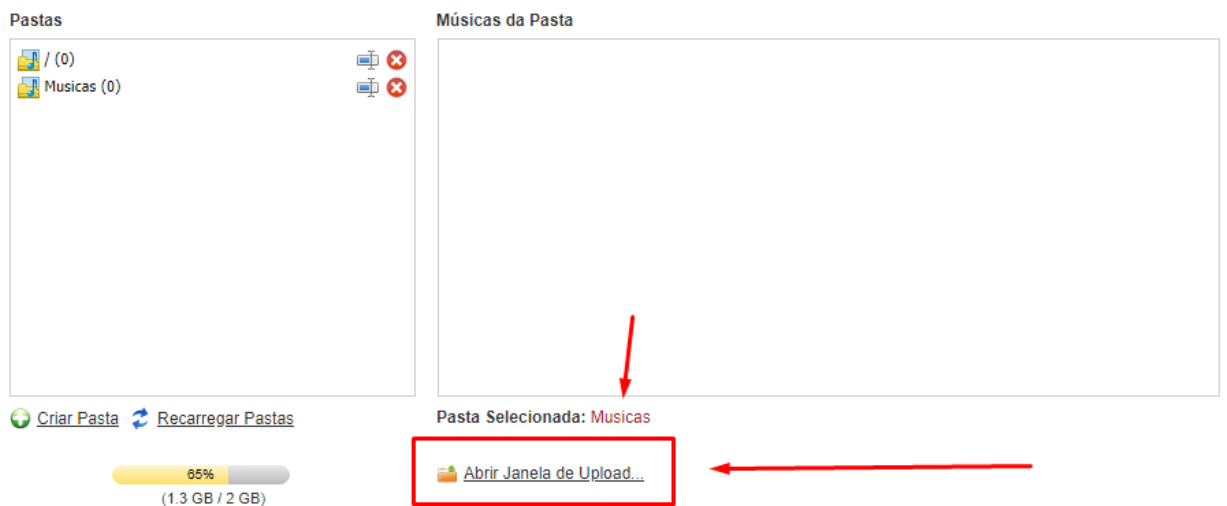 Pastas
/ (0)
Musicas (0)
Criar Pasta Recarregar Pastas
65%
(1.3 GB / 2 GB)
Músicas da Pasta
Pasta Selecionada: Musicas
Abrir Janela de Upload...